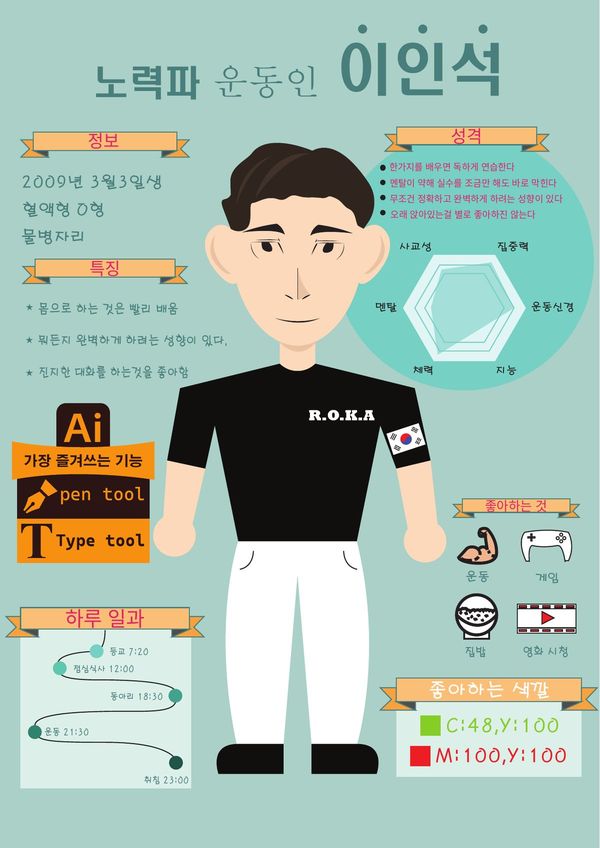 노력파 운동인 이인석
정보
2009년 3월3일생
혈액형 O형
물병자리
특징
★ 몸으로 하는 것은 빨리 배움
★ 뭐든지 완벽하게 하려는 성향이 있다.
★ 진지한 대화를 하는것을 좋아함
성격
● 한가지를 배우면 독하게 연습한다
● 멘탈이 약해 실수를 조금만 해도 바로 막힌다
● 무조건 정확하고 완벽하게 하려는 성향이 있다
● 오래 앉아있는걸 별로 좋아하진 않는다
사교성
집중력
멘탈
운동신경
체력
지능
R.O.K.A
Ai
가장 즐겨쓰는 기능
pen tool
T Type tool
좋아하는 것
운동
게임
집밥
영화 시청
하루 일과
등교 7:20
점심식사 12:00
동아리 18:30
운동 21:30
취침 23:00
좋아하는 색깔
C:48,Y:100
M:100,Y:100